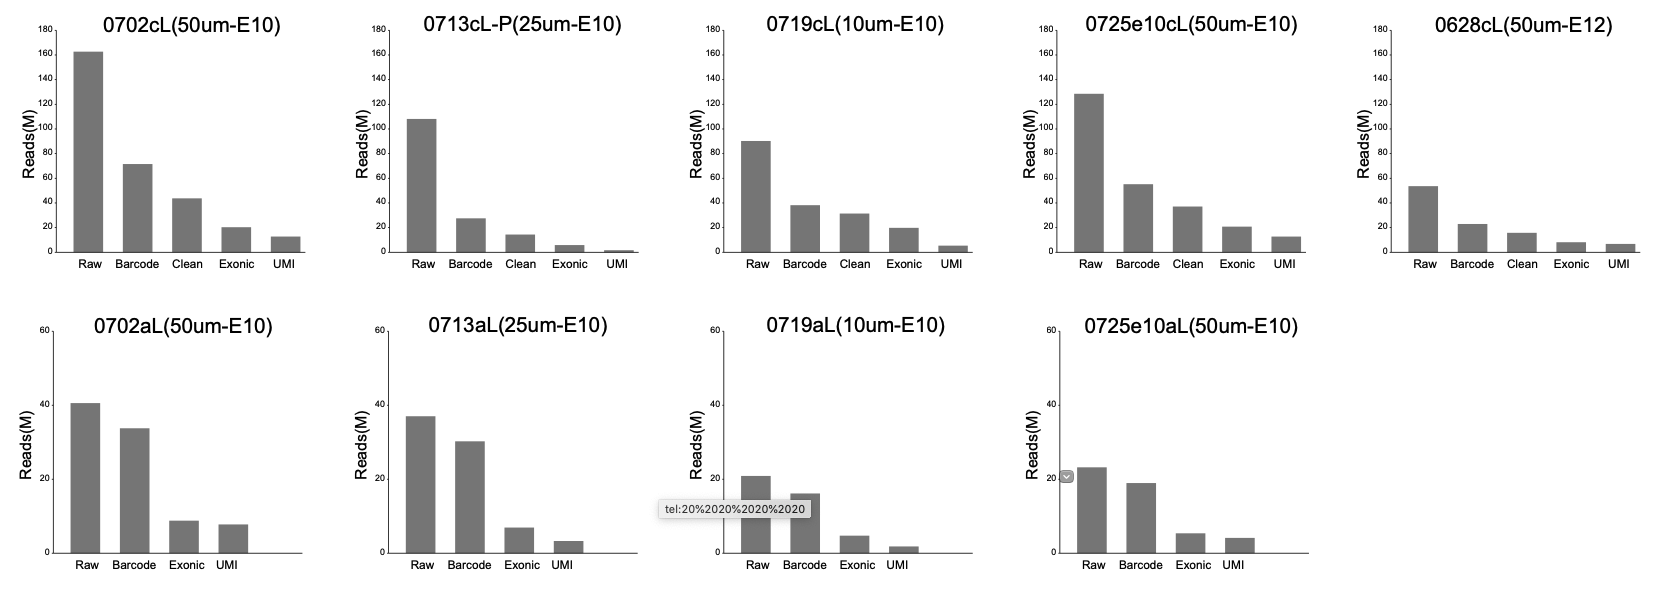 0702cL(50um-E10)
Reads(M)
180
160
140
120
100
80
60
40
20
0
Raw Barcode Clean Exonic UMI
0713cL-P(25um-E10)
Reads(M)
180
160
140
120
100
80
60
40
20
0
Raw Barcode Clean Exonic UMI
0719cL(10um-E10)
Reads(M)
180
160
140
120
100
80
60
40
20
0
Raw Barcode Clean Exonic UMI
0725e10cL(50um-E10)
Reads(M)
180
160
140
120
100
80
60
40
20
0
Raw Barcode Clean Exonic UMI
0628cL(50um-E12)
Reads(M)
180
160
140
120
100
80
60
40
20
0
Raw Barcode Clean Exonic UMI
0702aL(50um-E10)
Reads(M)
60
40
20
0
Raw Barcode Exonic UMI
0713aL(25um-E10)
Reads(M)
60
40
20
0
Raw Barcode Exonic UMI
0719aL(10um-E10)
Reads(M)
60
40
20
tel:20%2020%2020%2020
0
Raw Barcode Exonic UMI
0725e10aL(50um-E10)
Reads(M)
60
40
20
0
Raw Barcode Exonic UMI